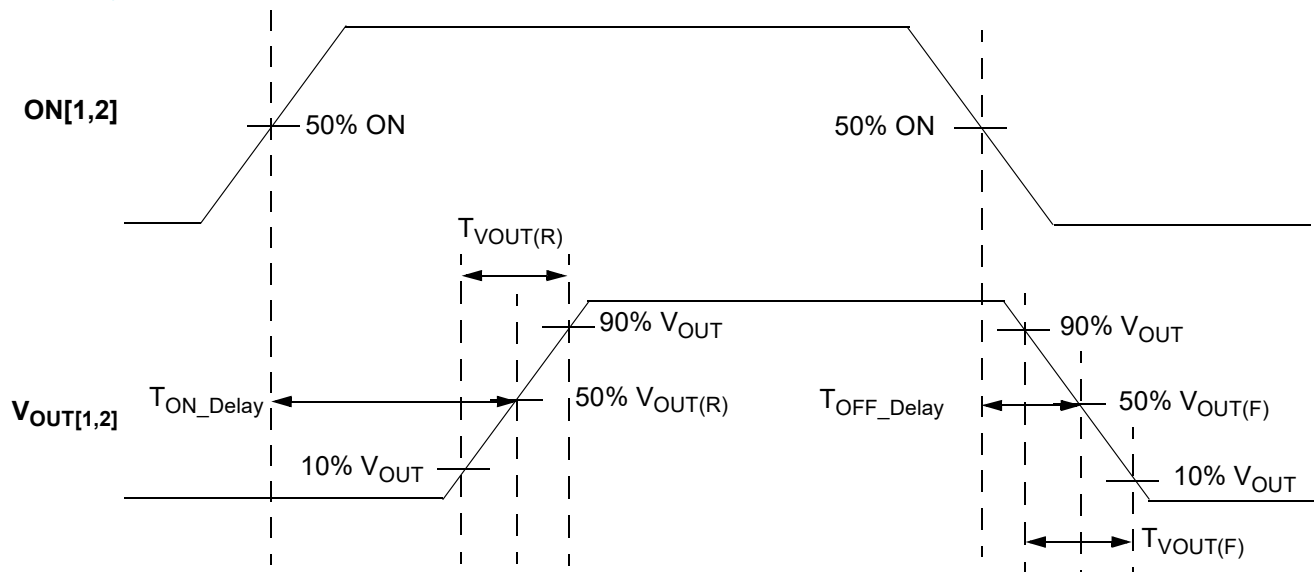 ON[1,2]
50% ON
50% ON
TVOUT(R)
90% VOUT
90% VOUT
VOUT[1,2]
TON_Delay
50% VOUT(R)
TOFF_Delay
50% VOUT(F)
10% VOUT
10% VOUT
TVOUT(F)